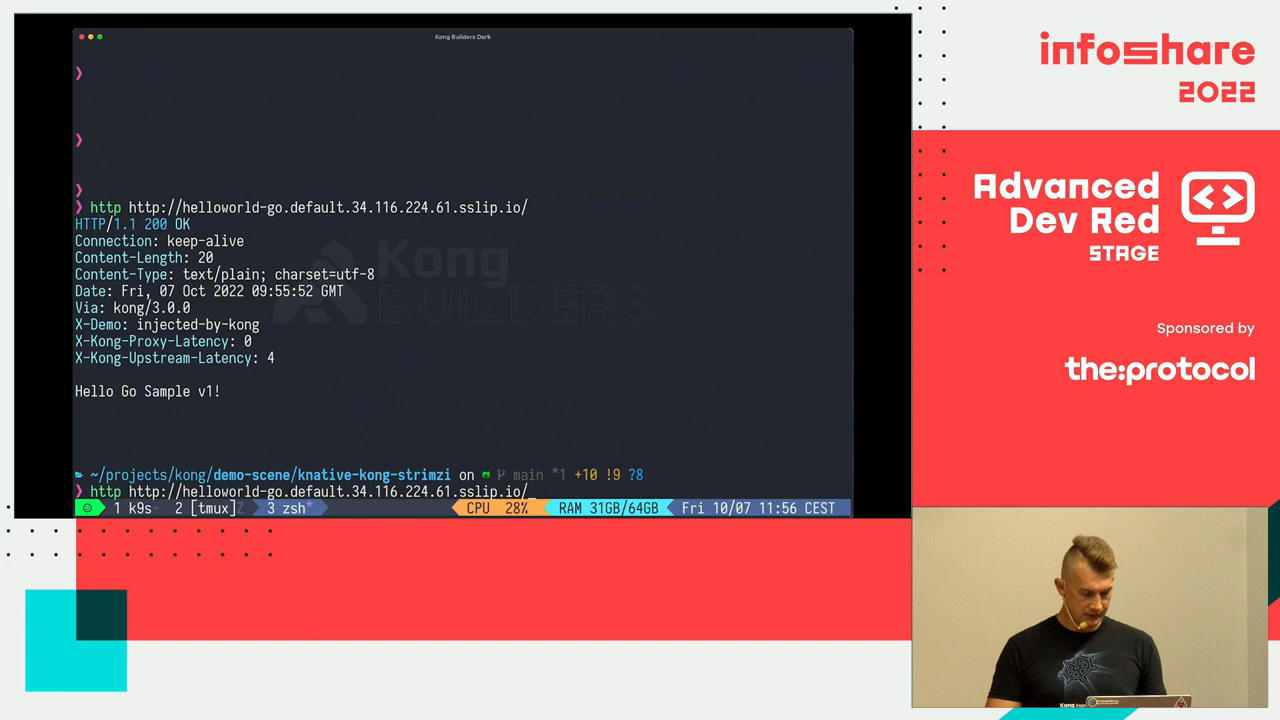 Kong Builders Dark
❯
❯
❯
❯ http http://helloworld-go.default.34.116.224.61.sslip.io/
HTTP/1.1 200 OK
Connection: keep-alive
Content-Length: 20
Content-Type: text/plain; charset=utf-8
Date: Fri, 07 Oct 2022 09:55:52 GMT
Via: kong/3.0.0
X-Demo: injected-by-kong
X-Kong-Proxy-Latency: 0
X-Kong-Upstream-Latency: 4
Hello Go Sample v1!
Kong
BUILDERS
~/projects/kong/demo-scene/knative-kong-strimzi on main *1 +10 !9 ?8
❯ http http://helloworld-go.default.34.116.224.61.sslip.io/_
1 k9s- 2 [tmux]Z 3 zsh* CPU 28% RAM 31GB/64GB Fri 10/07 11:56 CEST
infoshare
2022
Advanced
Dev Red
STAGE
Sponsored by
the:protocol
Kong